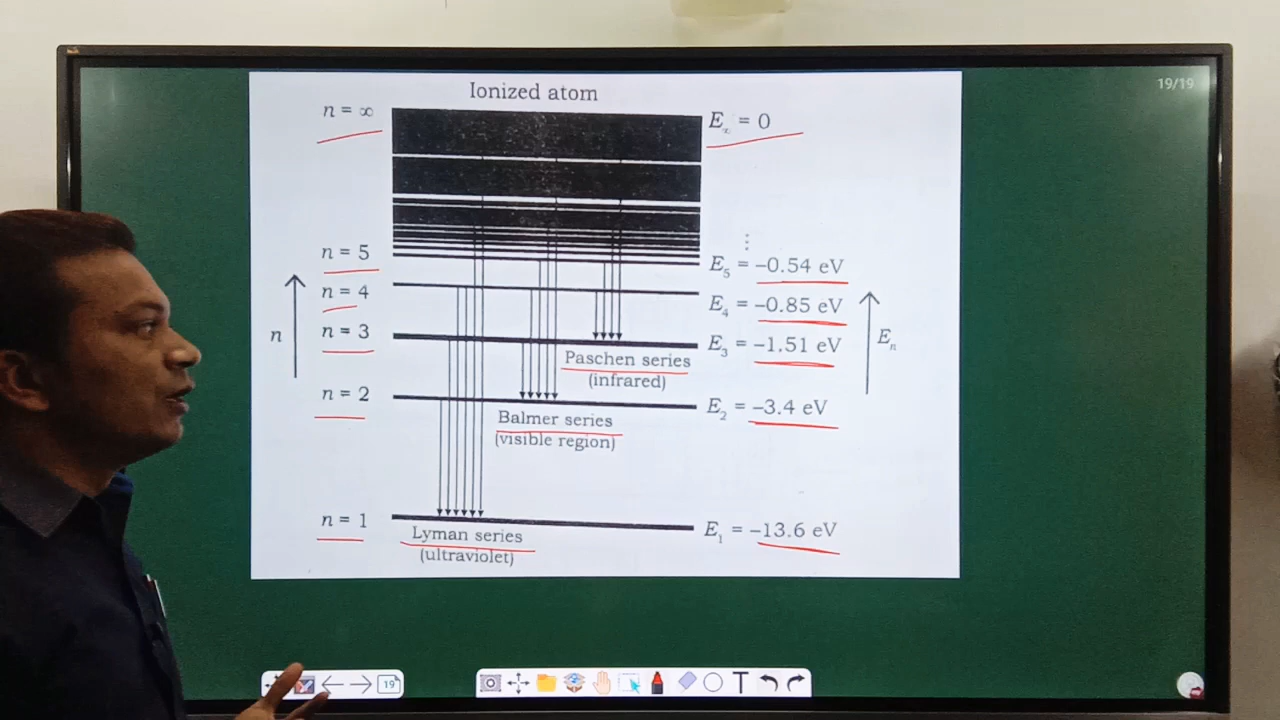 19/19
Ionized atom
n = ∞
E∞ = 0
⋮
n = 5
E₅ = −0.54 eV
n = 4
E₄ = −0.85 eV
n
n = 3
E₃ = −1.51 eV
Eₙ
Paschen series
(infrared)
n = 2
E₂ = −3.4 eV
Balmer series
(visible region)
n = 1
E₁ = −13.6 eV
Lyman series
(ultraviolet)
19
T